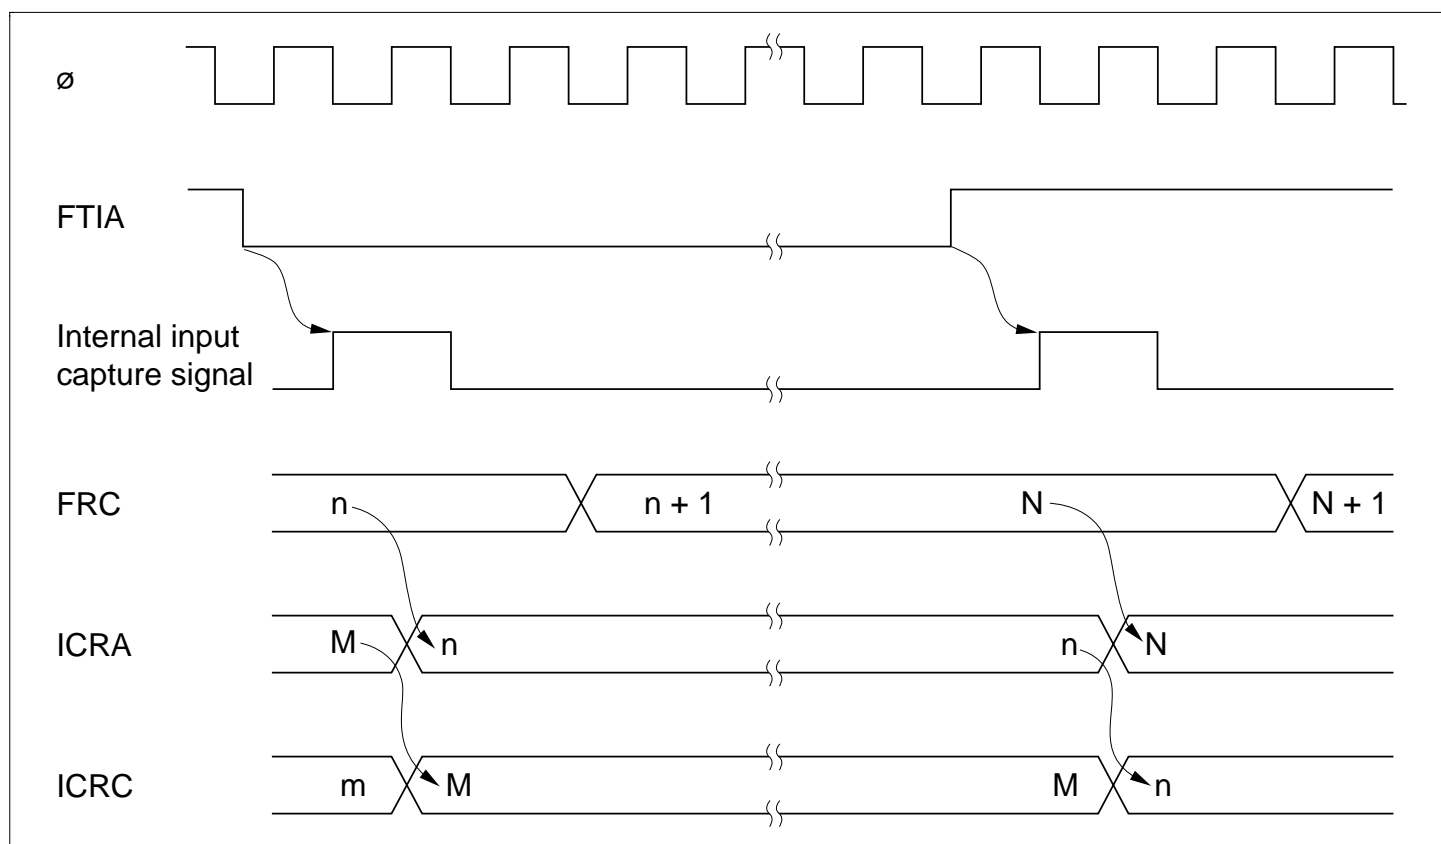 ø
FTIA
Internal input
capture signal
FRC n n + 1 N N + 1
ICRA M n n N
ICRC m M M n